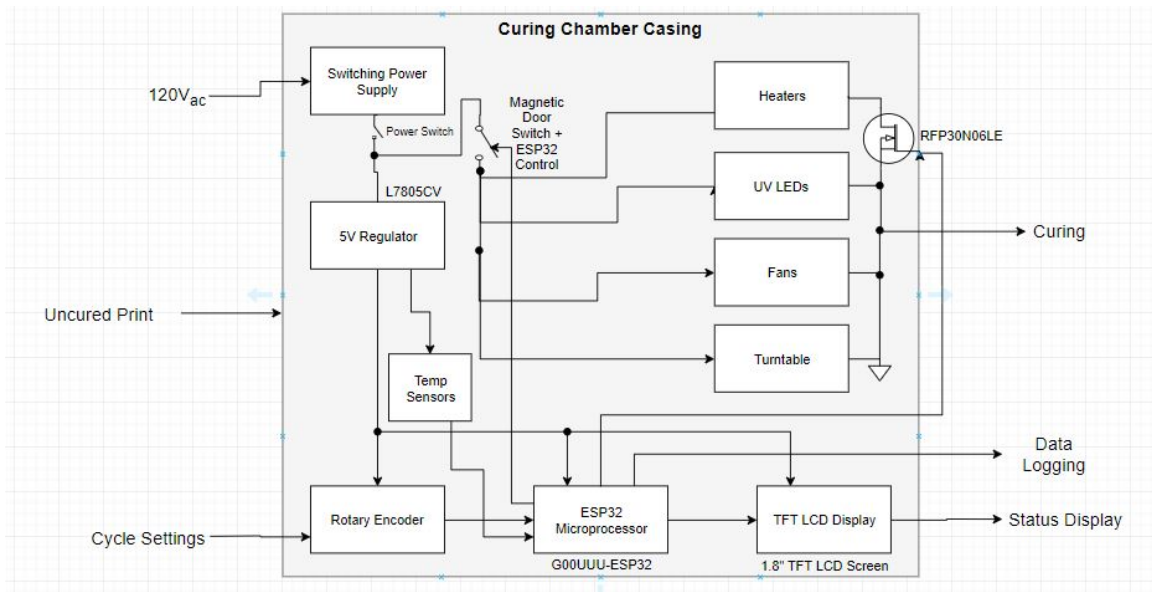 Curing Chamber Casing
Switching Power
Supply
120Vac
Power Switch
Magnetic
Door
Switch +
ESP32
Control
Heaters
RFP30N06LE
UV LEDs
L7805CV
5V Regulator
Curing
Fans
Uncured Print
Turntable
Temp
Sensors
Data
Logging
Rotary Encoder
ESP32
Microprocessor
TFT LCD Display
Status Display
Cycle Settings
G00UUU-ESP32
1.8" TFT LCD Screen